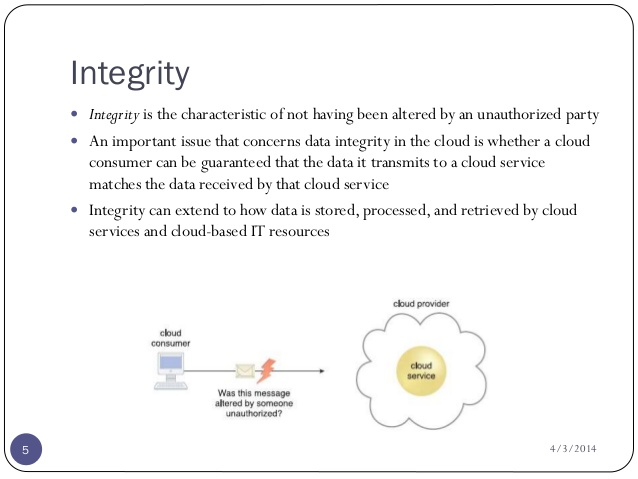 Integrity
• Integrity is the characteristic of not having been altered by an unauthorized party
• An important issue that concerns data integrity in the cloud is whether a cloud
consumer can be guaranteed that the data it transmits to a cloud service
matches the data received by that cloud service
• Integrity can extend to how data is stored, processed, and retrieved by cloud
services and cloud-based IT resources
cloud provider
cloud
consumer
cloud
service
Was this message
altered by someone
unauthorized?
5
4/3/2014